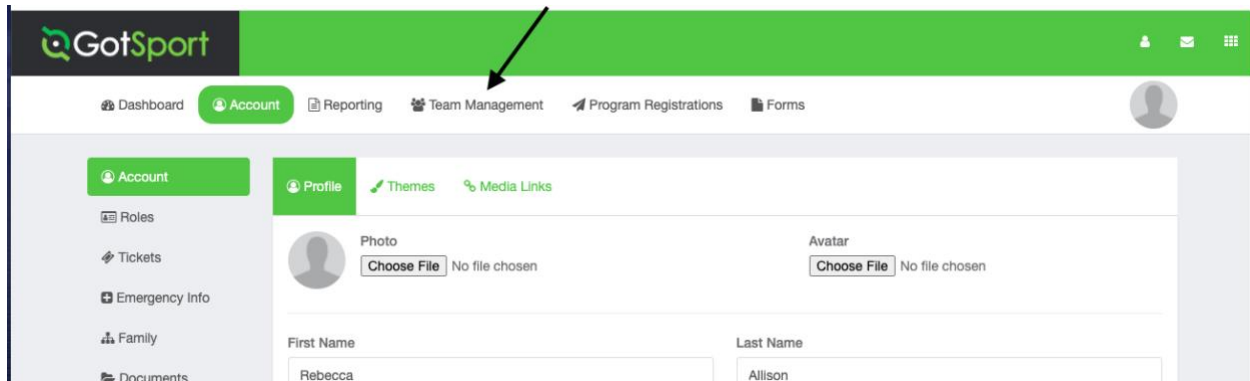 GotSport
Dashboard Account Reporting Team Management Program Registrations Forms
Account
Profile Themes Media Links
Roles
Photo Avatar
Tickets
Choose File No file chosen Choose File No file chosen
Emergency Info
Family
First Name Last Name
Documents
Rebecca Allison